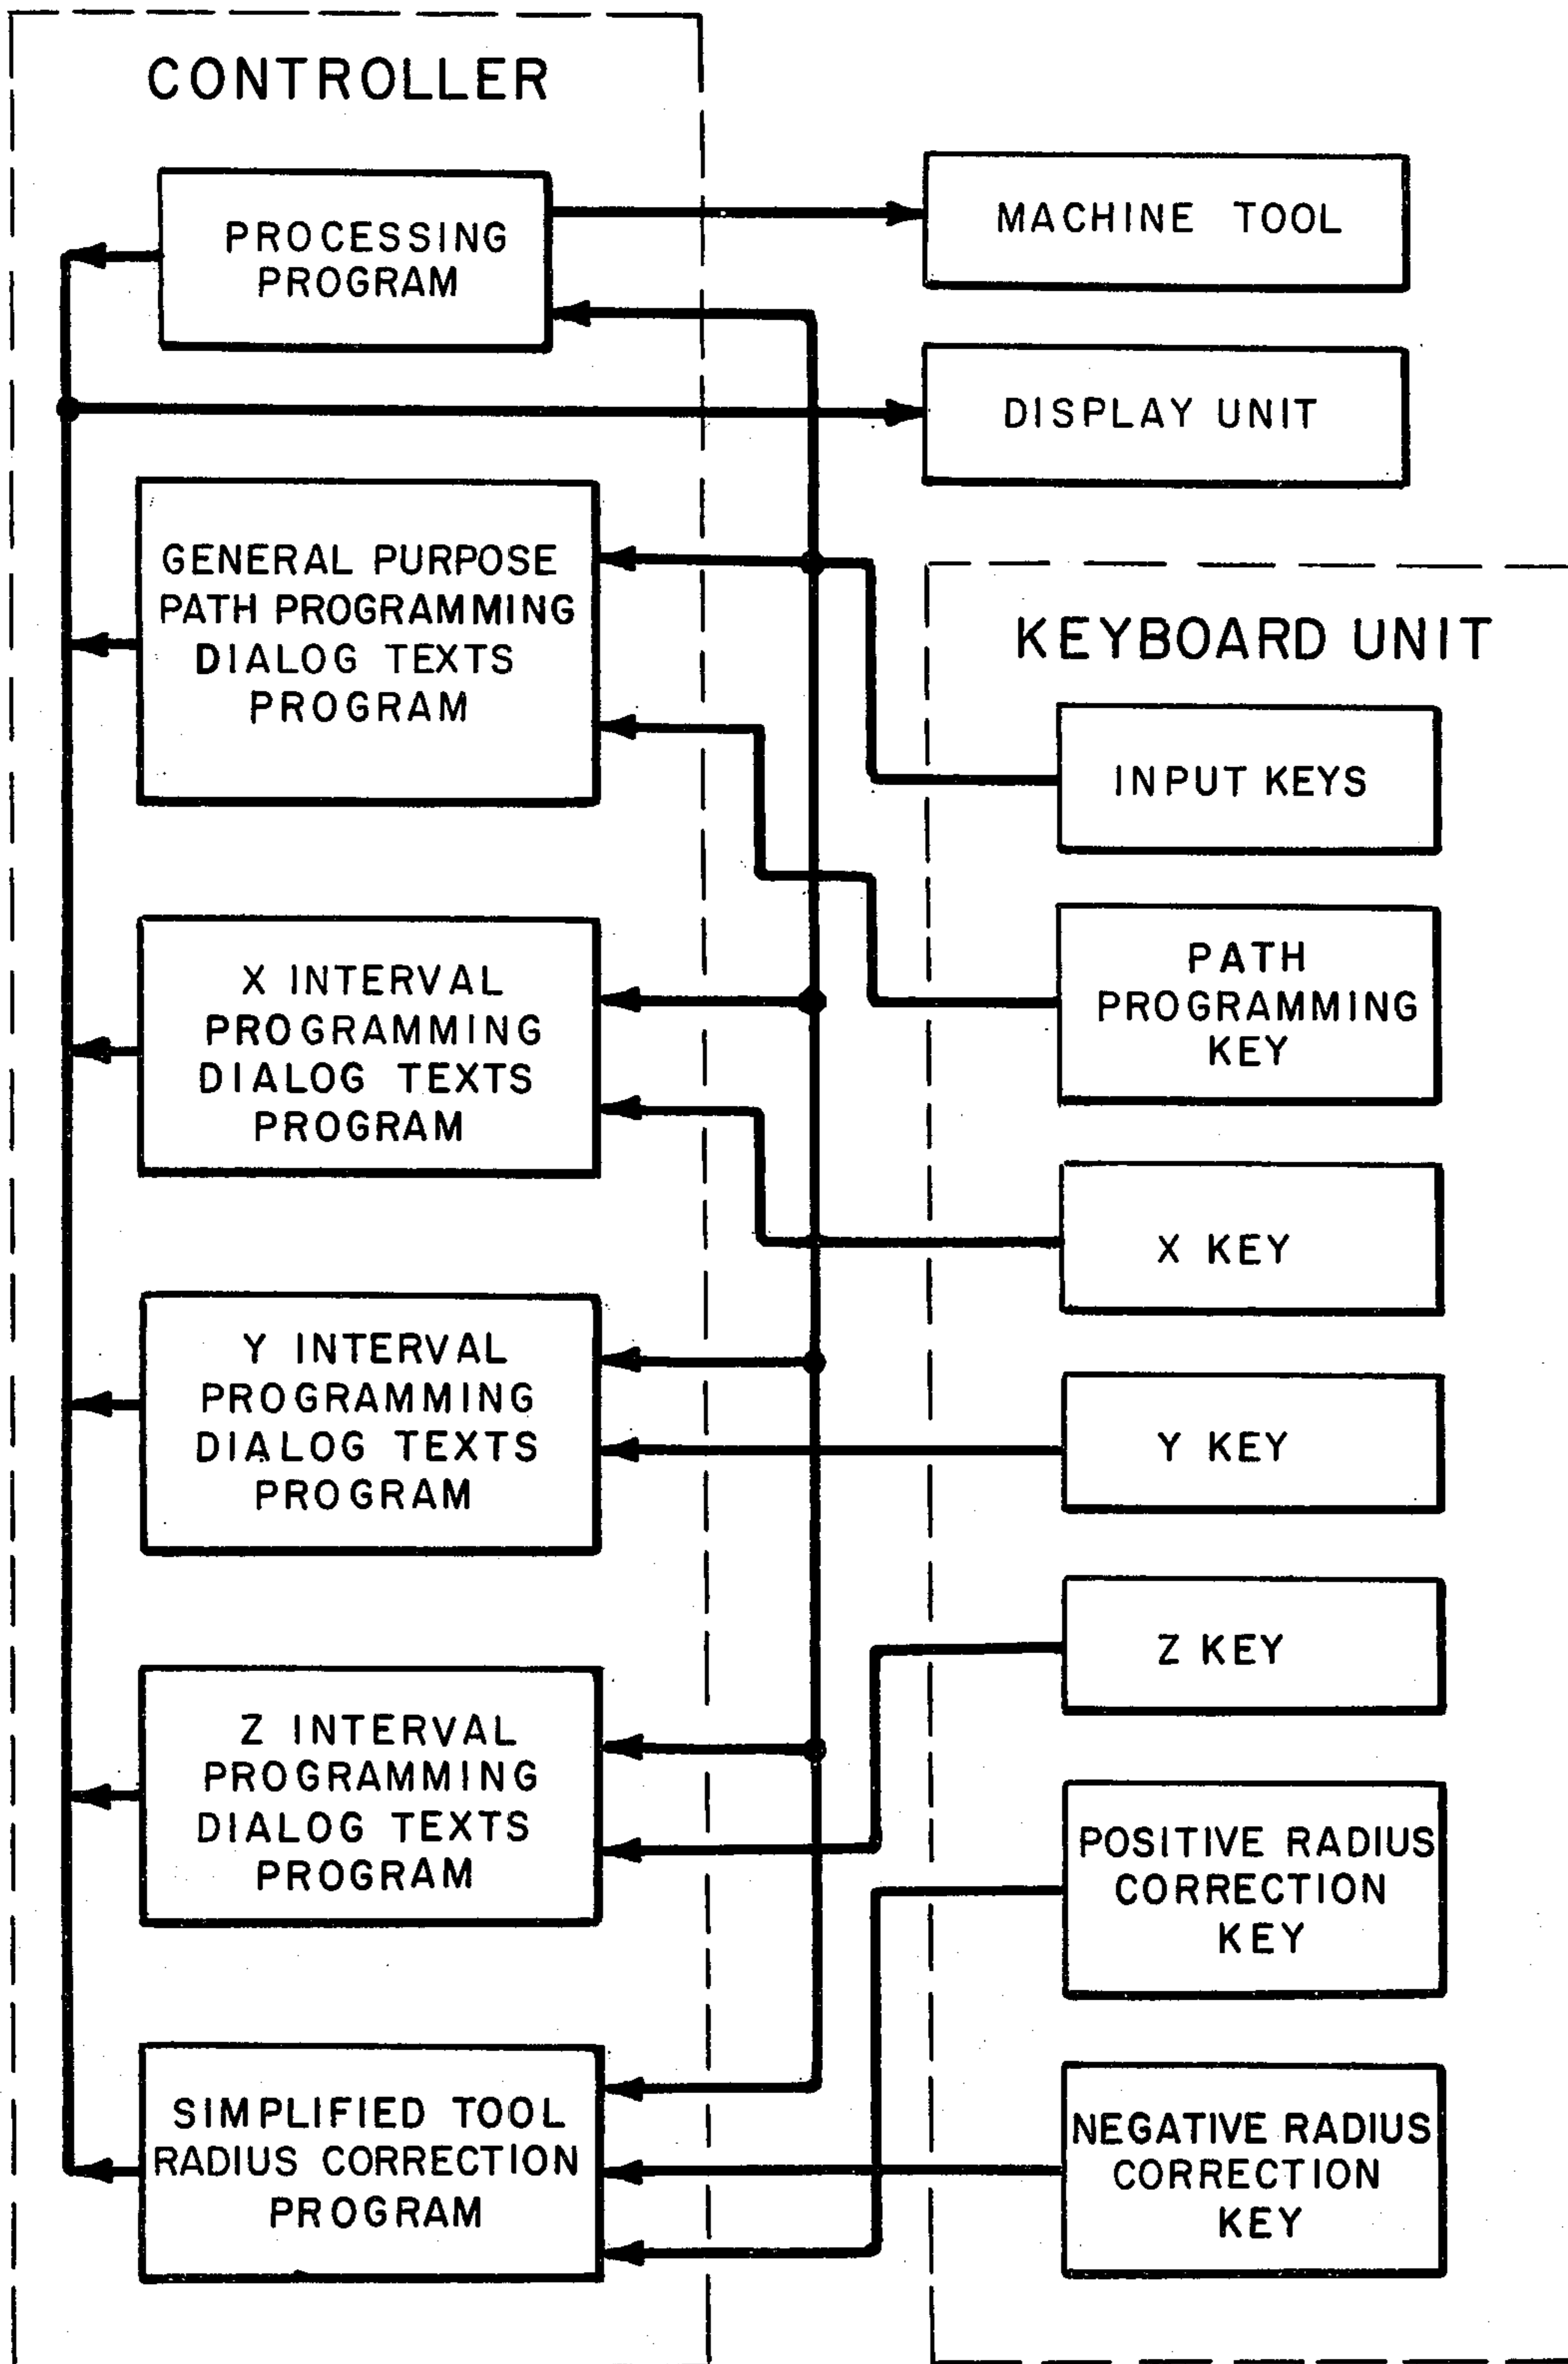 CONTROLLER
PROCESSING
PROGRAM
MACHINE TOOL
DISPLAY UNIT
GENERAL PURPOSE
PATH PROGRAMMING
DIALOG TEXTS
PROGRAM
KEYBOARD UNIT
INPUT KEYS
PATH
PROGRAMMING
KEY
X INTERVAL
PROGRAMMING
DIALOG TEXTS
PROGRAM
X KEY
Y INTERVAL
PROGRAMMING
DIALOG TEXTS
PROGRAM
Y KEY
Z KEY
Z INTERVAL
PROGRAMMING
DIALOG TEXTS
PROGRAM
POSITIVE RADIUS
CORRECTION
KEY
SIMPLIFIED TOOL
RADIUS CORRECTION
PROGRAM
NEGATIVE RADIUS
CORRECTION
KEY